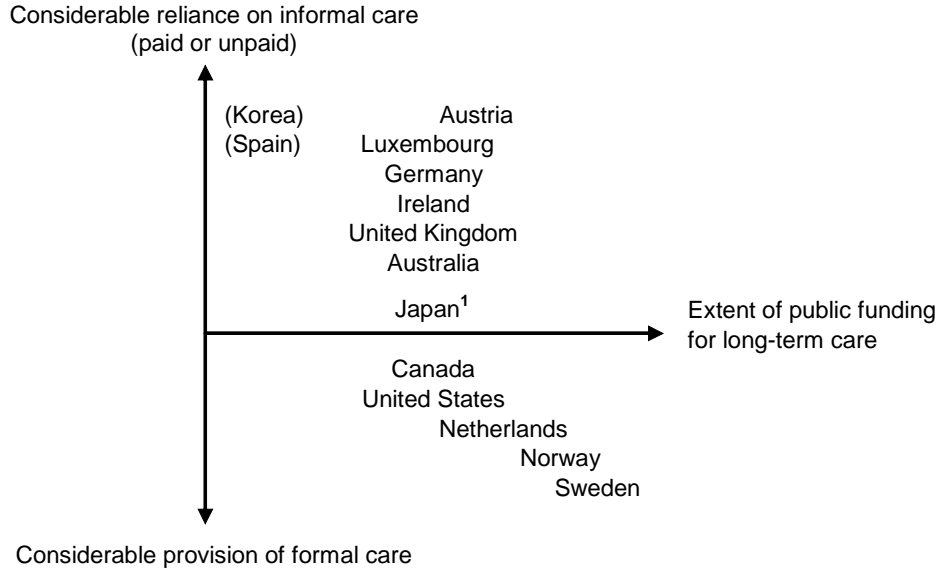 Considerable reliance on informal care
(paid or unpaid)
(Korea) Austria
(Spain) Luxembourg
Germany
Ireland
United Kingdom
Australia
Japan¹
Extent of public funding
for long-term care
Canada
United States
Netherlands
Norway
Sweden
Considerable provision of formal care